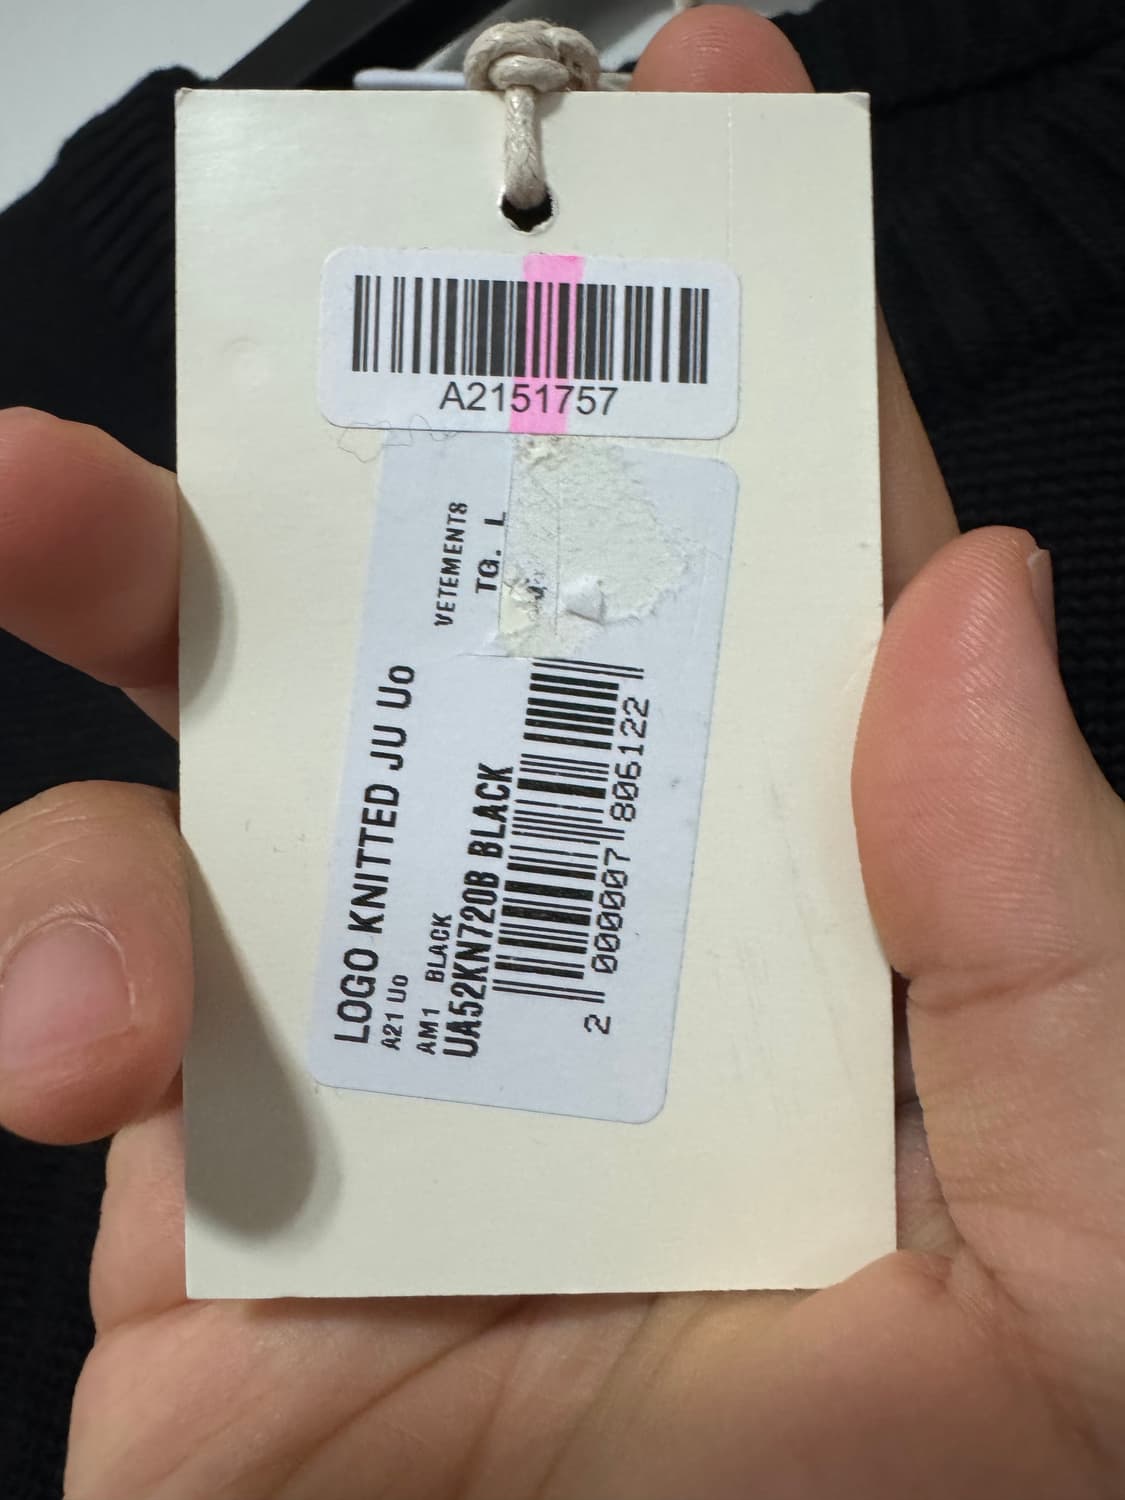 A2151757
LOGO KNITTED JU Uo
A21 Uo
VETEMENTS
AM1 BLACK
TG. L
UA52KN720B BLACK
2 000007 806122